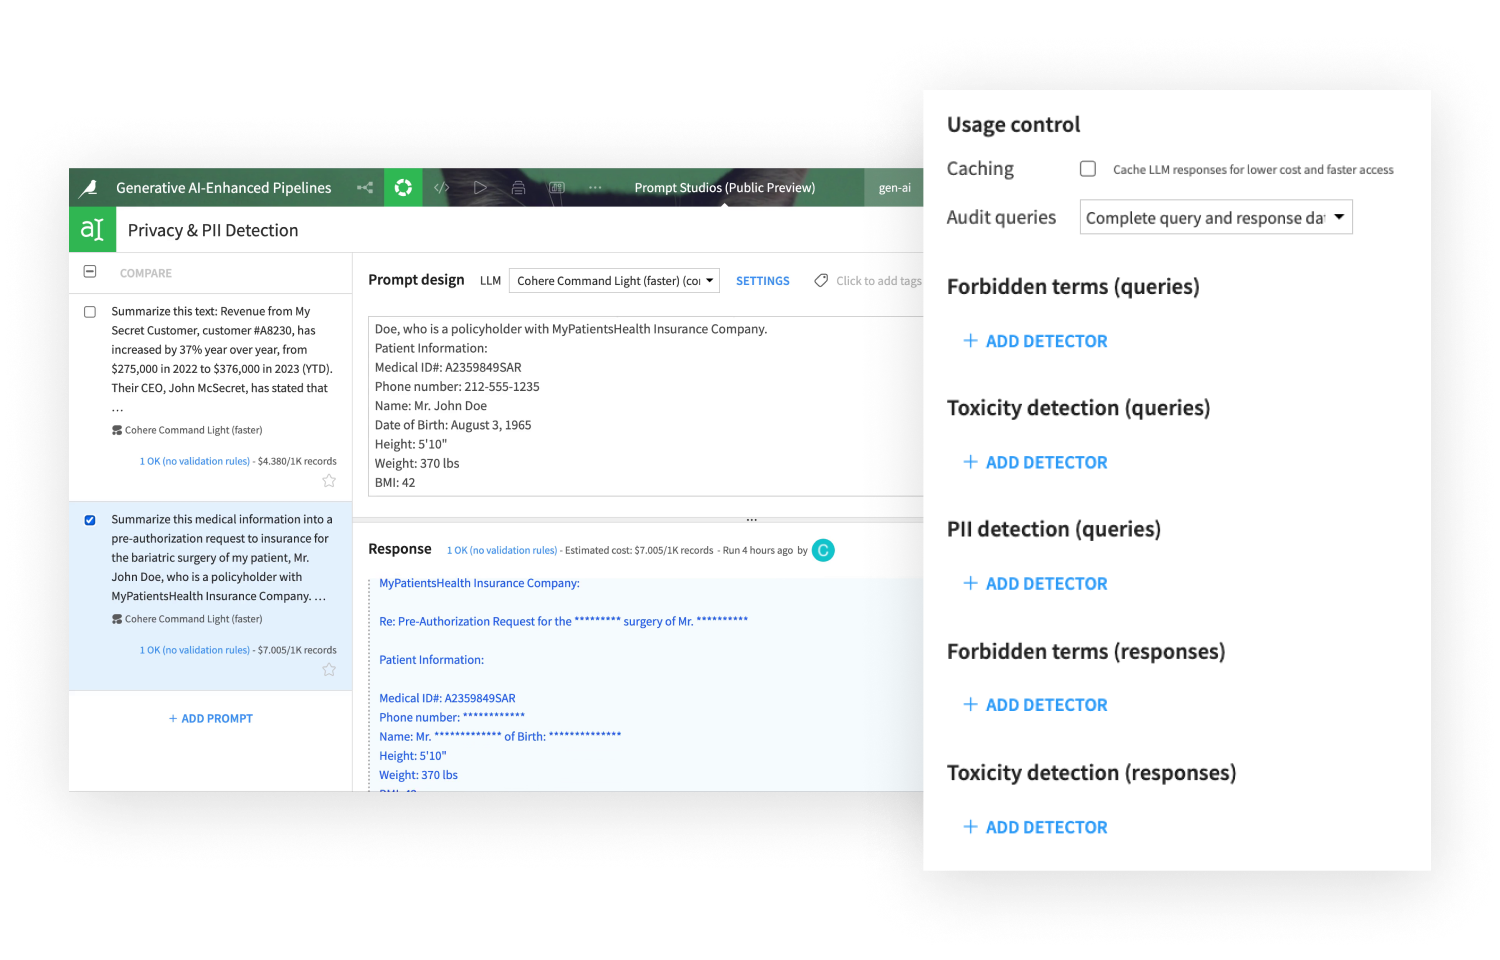 Generative AI-Enhanced Pipelines
Prompt Studios (Public Preview)
gen-ai
Privacy & PII Detection
COMPARE
Summarize this text: Revenue from My
Secret Customer, customer #A8230, has
increased by 37% year over year, from
$275,000 in 2022 to $376,000 in 2023 (YTD).
Their CEO, John McSecret, has stated that
...
Cohere Command Light (faster)
1 OK (no validation rules) - $4.380/1K records
Summarize this medical information into a
pre-authorization request to insurance for
the bariatric surgery of my patient, Mr.
John Doe, who is a policyholder with
MyPatientsHealth Insurance Company. ...
Cohere Command Light (faster)
1 OK (no validation rules) - $7.005/1K records
+ ADD PROMPT
Prompt design LLM Cohere Command Light (faster) (co SETTINGS Click to add tags
Doe, who is a policyholder with MyPatientsHealth Insurance Company.
Patient Information:
Medical ID#: A2359849SAR
Phone number: 212-555-1235
Name: Mr. John Doe
Date of Birth: August 3, 1965
Height: 5'10"
Weight: 370 lbs
BMI: 42
Response 1 OK (no validation rules) - Estimated cost: $7.005/1K records - Run 4 hours ago by C
MyPatientsHealth Insurance Company:
Re: Pre-Authorization Request for the ********* surgery of Mr. **********
Patient Information:
Medical ID#: A2359849SAR
Phone number: ************
Name: Mr. ************* of Birth: **************
Height: 5'10"
Weight: 370 lbs
BMI: 42
Usage control
Caching Cache LLM responses for lower cost and faster access
Audit queries Complete query and response da
Forbidden terms (queries)
+ ADD DETECTOR
Toxicity detection (queries)
+ ADD DETECTOR
PII detection (queries)
+ ADD DETECTOR
Forbidden terms (responses)
+ ADD DETECTOR
Toxicity detection (responses)
+ ADD DETECTOR